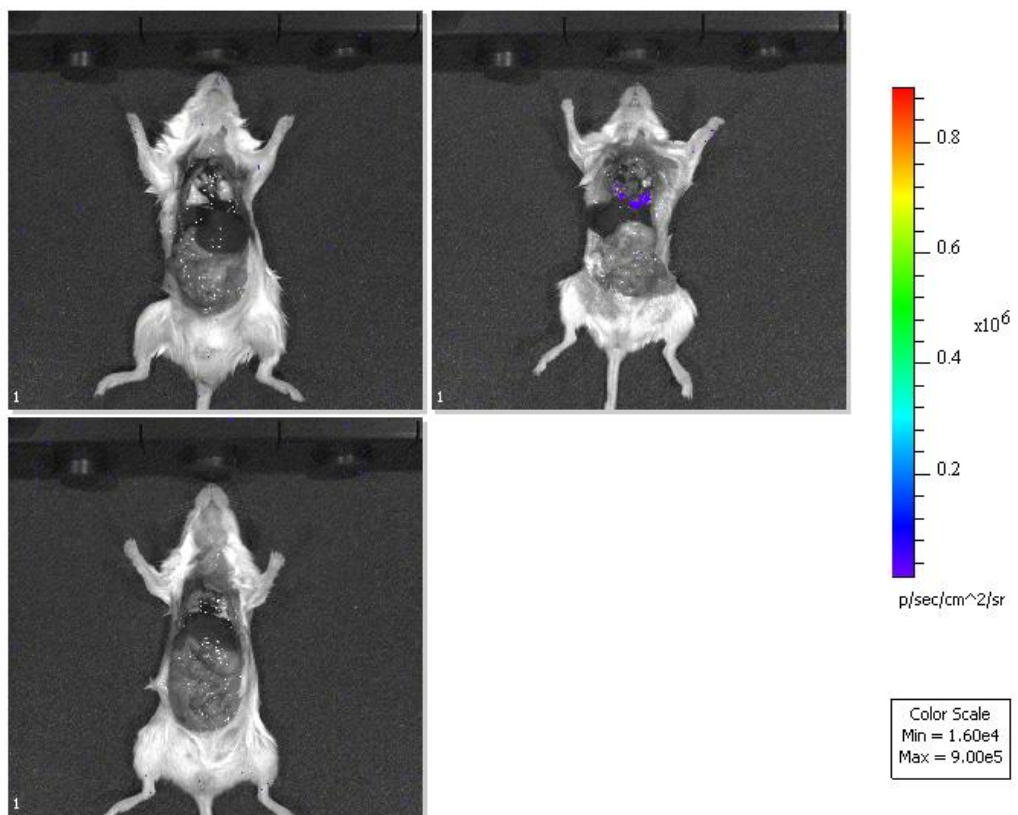 1
1
0.8
0.6
x10^6
0.4
0.2
p/sec/cm^2/sr
1
Color Scale
Min = 1.60e4
Max = 9.00e5